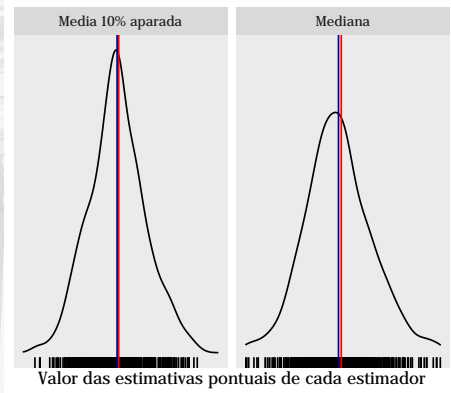 Media 10% aparada
Mediana
Valor das estimativas pontuais de cada estimador